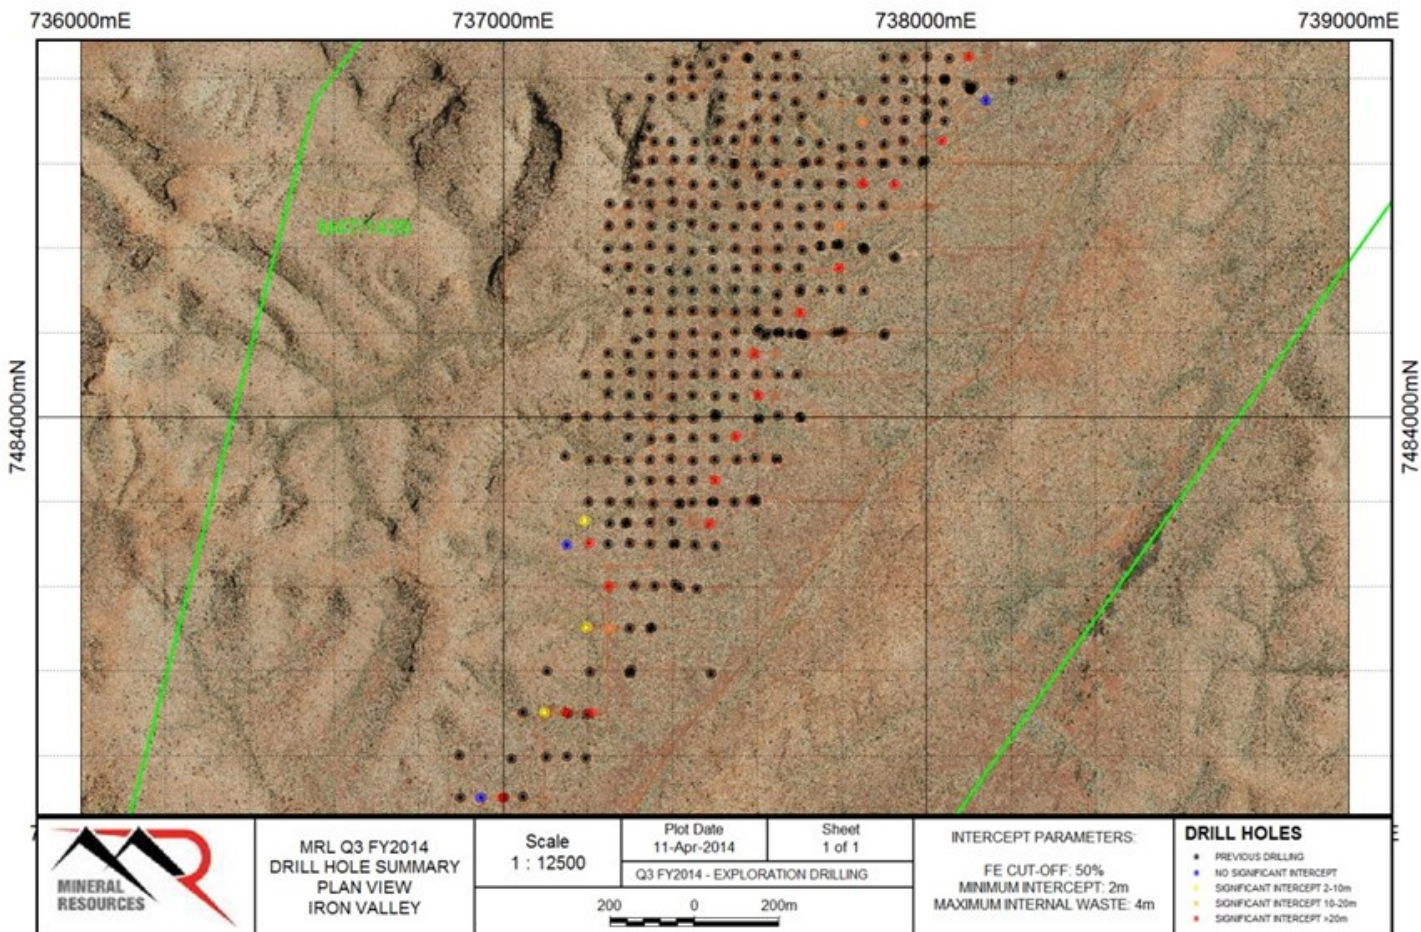 736000mE
737000mE
738000mE
739000mE
7484000mN
7484000mN
MINERAL
RESOURCES
MRL Q3 FY2014
DRILL HOLE SUMMARY
PLAN VIEW
IRON VALLEY
Scale
1 : 12500
Plot Date
11-Apr-2014
Sheet
1 of 1
Q3 FY2014 - EXPLORATION DRILLING
200 0 200m
INTERCEPT PARAMETERS:
FE CUT-OFF: 50%
MINIMUM INTERCEPT: 2m
MAXIMUM INTERNAL WASTE: 4m
DRILL HOLES
PREVIOUS DRILLING
NO SIGNIFICANT INTERCEPT
SIGNIFICANT INTERCEPT 2-10m
SIGNIFICANT INTERCEPT 10-20m
SIGNIFICANT INTERCEPT >20m